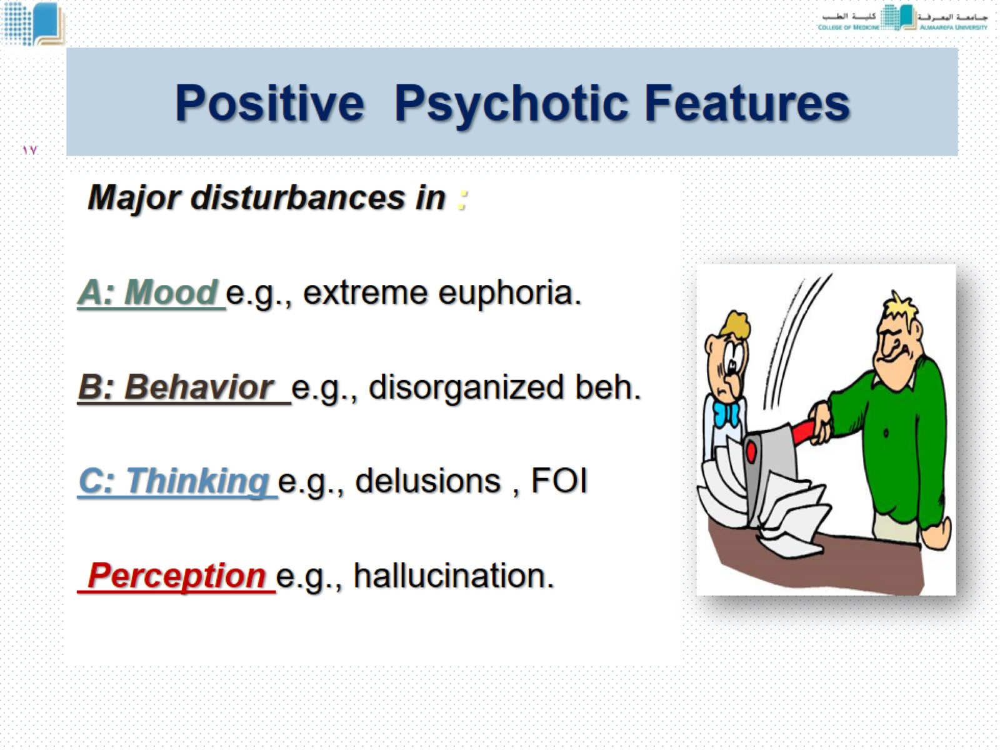 كلية الطب
COLLEGE OF MEDICINE
جامعة المعرفة
ALMAAREFA UNIVERSITY
Positive Psychotic Features
١٧
Major disturbances in :
A: Mood e.g., extreme euphoria.
B: Behavior e.g., disorganized beh.
C: Thinking e.g., delusions , FOI
Perception e.g., hallucination.